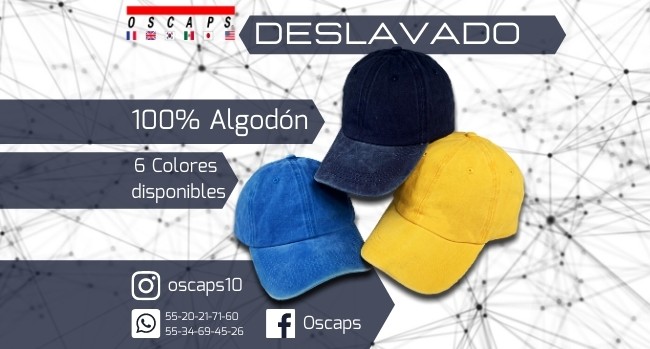 OSCAPS
DESLAVADO
100% Algodón
6 Colores
disponibles
oscaps10
55-20-21-71-60
55-34-69-45-26
Oscaps